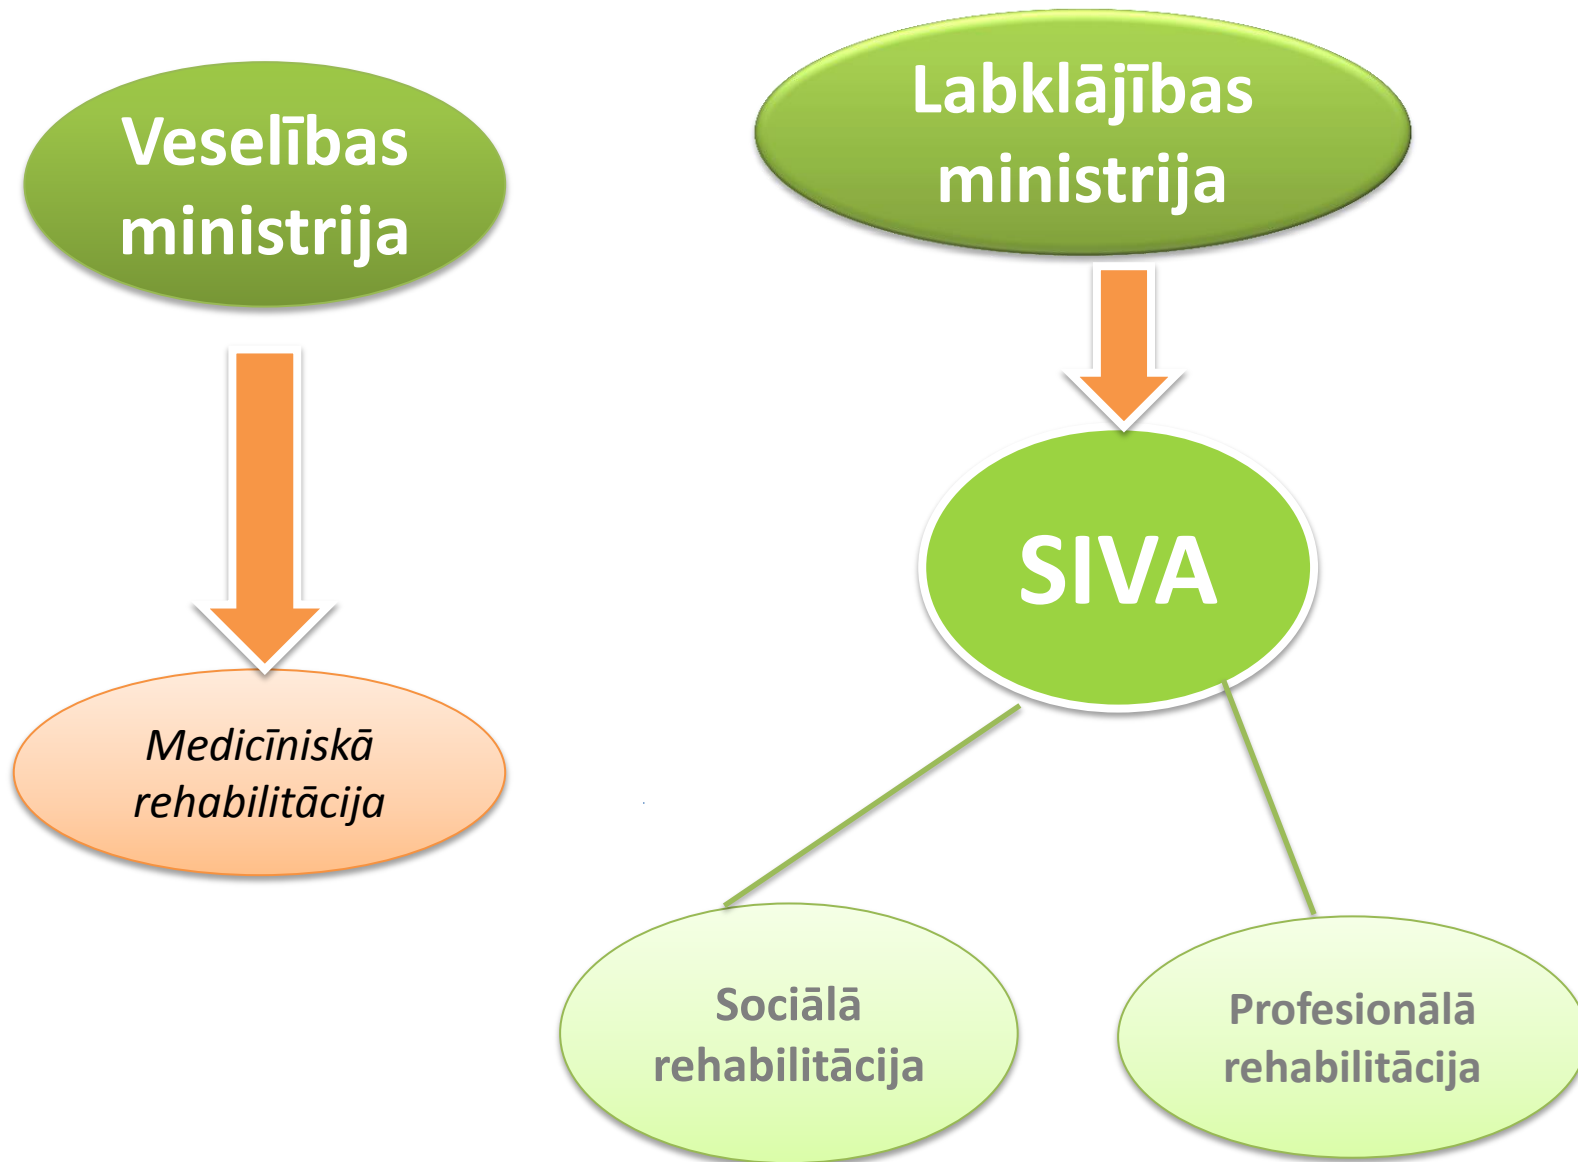 Veselības
ministrija
Medicīniskā
rehabilitācija
Labklājības
ministrija
SIVA
Sociālā
rehabilitācija
Profesionālā
rehabilitācija